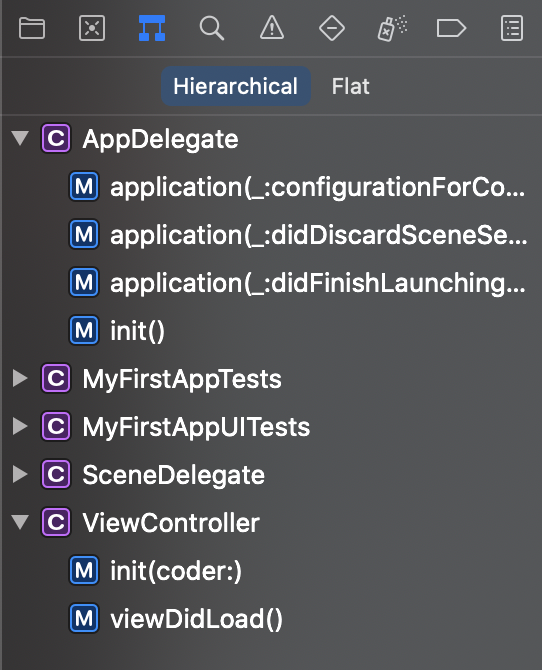 Hierarchical Flat
C AppDelegate
M application(_:configurationForCo...
M application(_:didDiscardSceneSe...
M application(_:didFinishLaunching...
M init()
C MyFirstAppTests
C MyFirstAppUITests
C SceneDelegate
C ViewController
M init(coder:)
M viewDidLoad()